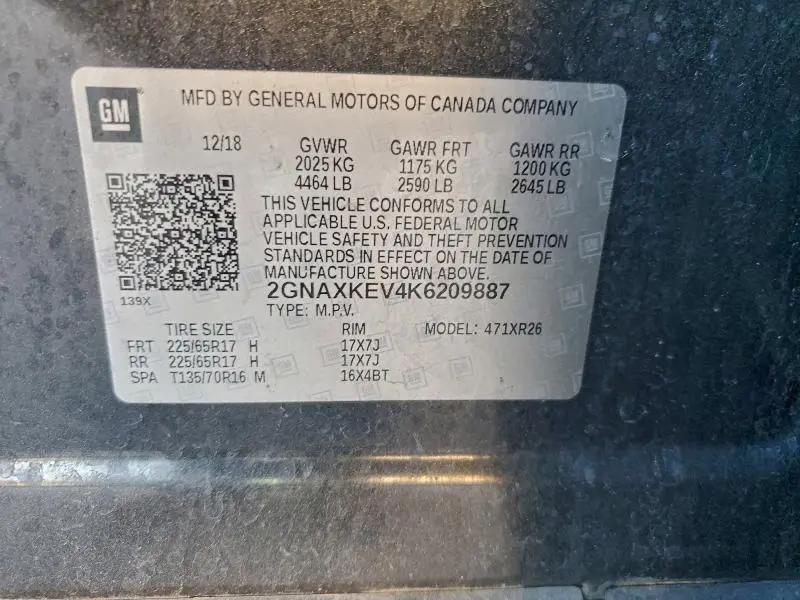 GM
MFD BY GENERAL MOTORS OF CANADA COMPANY
12/18 GVWR GAWR FRT GAWR RR
2025 KG 1175 KG 1200 KG
4464 LB 2590 LB 2645 LB
THIS VEHICLE CONFORMS TO ALL
APPLICABLE U.S. FEDERAL MOTOR
VEHICLE SAFETY AND THEFT PREVENTION
STANDARDS IN EFFECT ON THE DATE OF
MANUFACTURE SHOWN ABOVE.
2GNAXKEV4K6209887
139X
TYPE: M.P.V.
TIRE SIZE RIM MODEL: 471XR26
FRT 225/65R17 H 17X7J
RR 225/65R17 H 17X7J
SPA T135/70R16 M 16X4BT